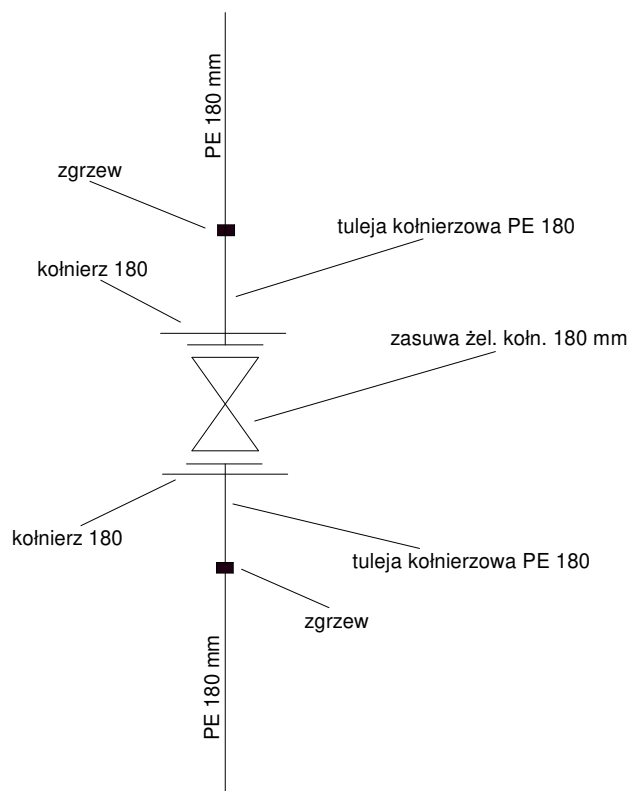 PE 180 mm
zgrzew
tuleja kołnierzowa PE 180
kołnierz 180
zasuwa żel. kołn. 180 mm
kołnierz 180
tuleja kołnierzowa PE 180
zgrzew
PE 180 mm